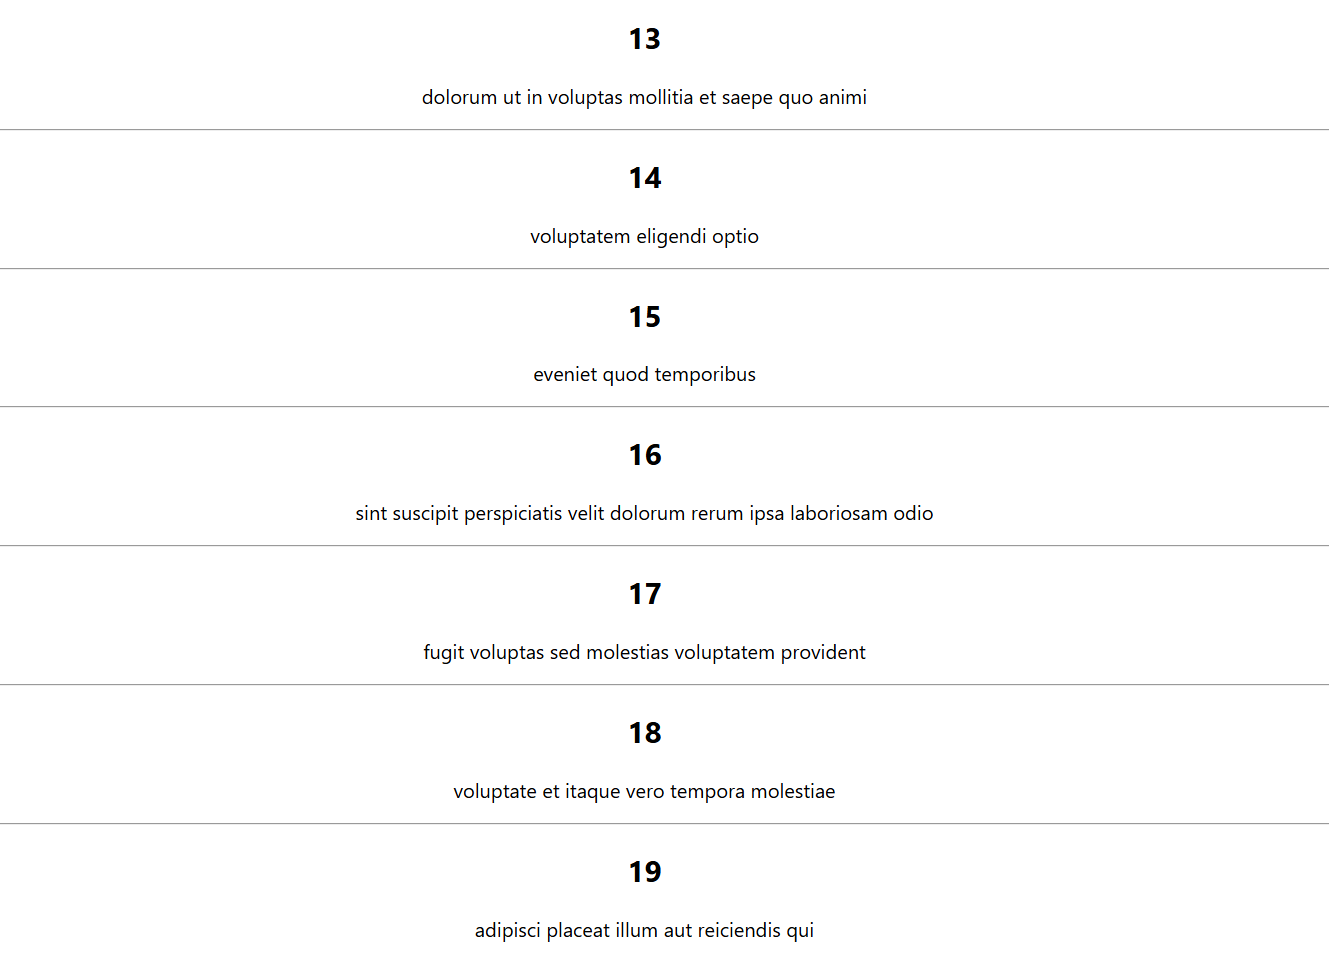 13
dolorum ut in voluptas mollitia et saepe quo animi
14
voluptatem eligendi optio
15
eveniet quod temporibus
16
sint suscipit perspiciatis velit dolorum rerum ipsa laboriosam odio
17
fugit voluptas sed molestias voluptatem provident
18
voluptate et itaque vero tempora molestiae
19
adipisci placeat illum aut reiciendis qui